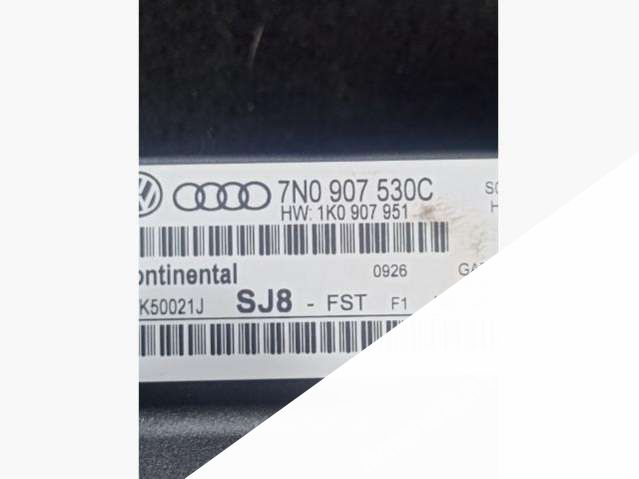 7N0 907 530C
HW: 1K0 907 951
ontinental 0926
K50021J SJ8 - FST F1